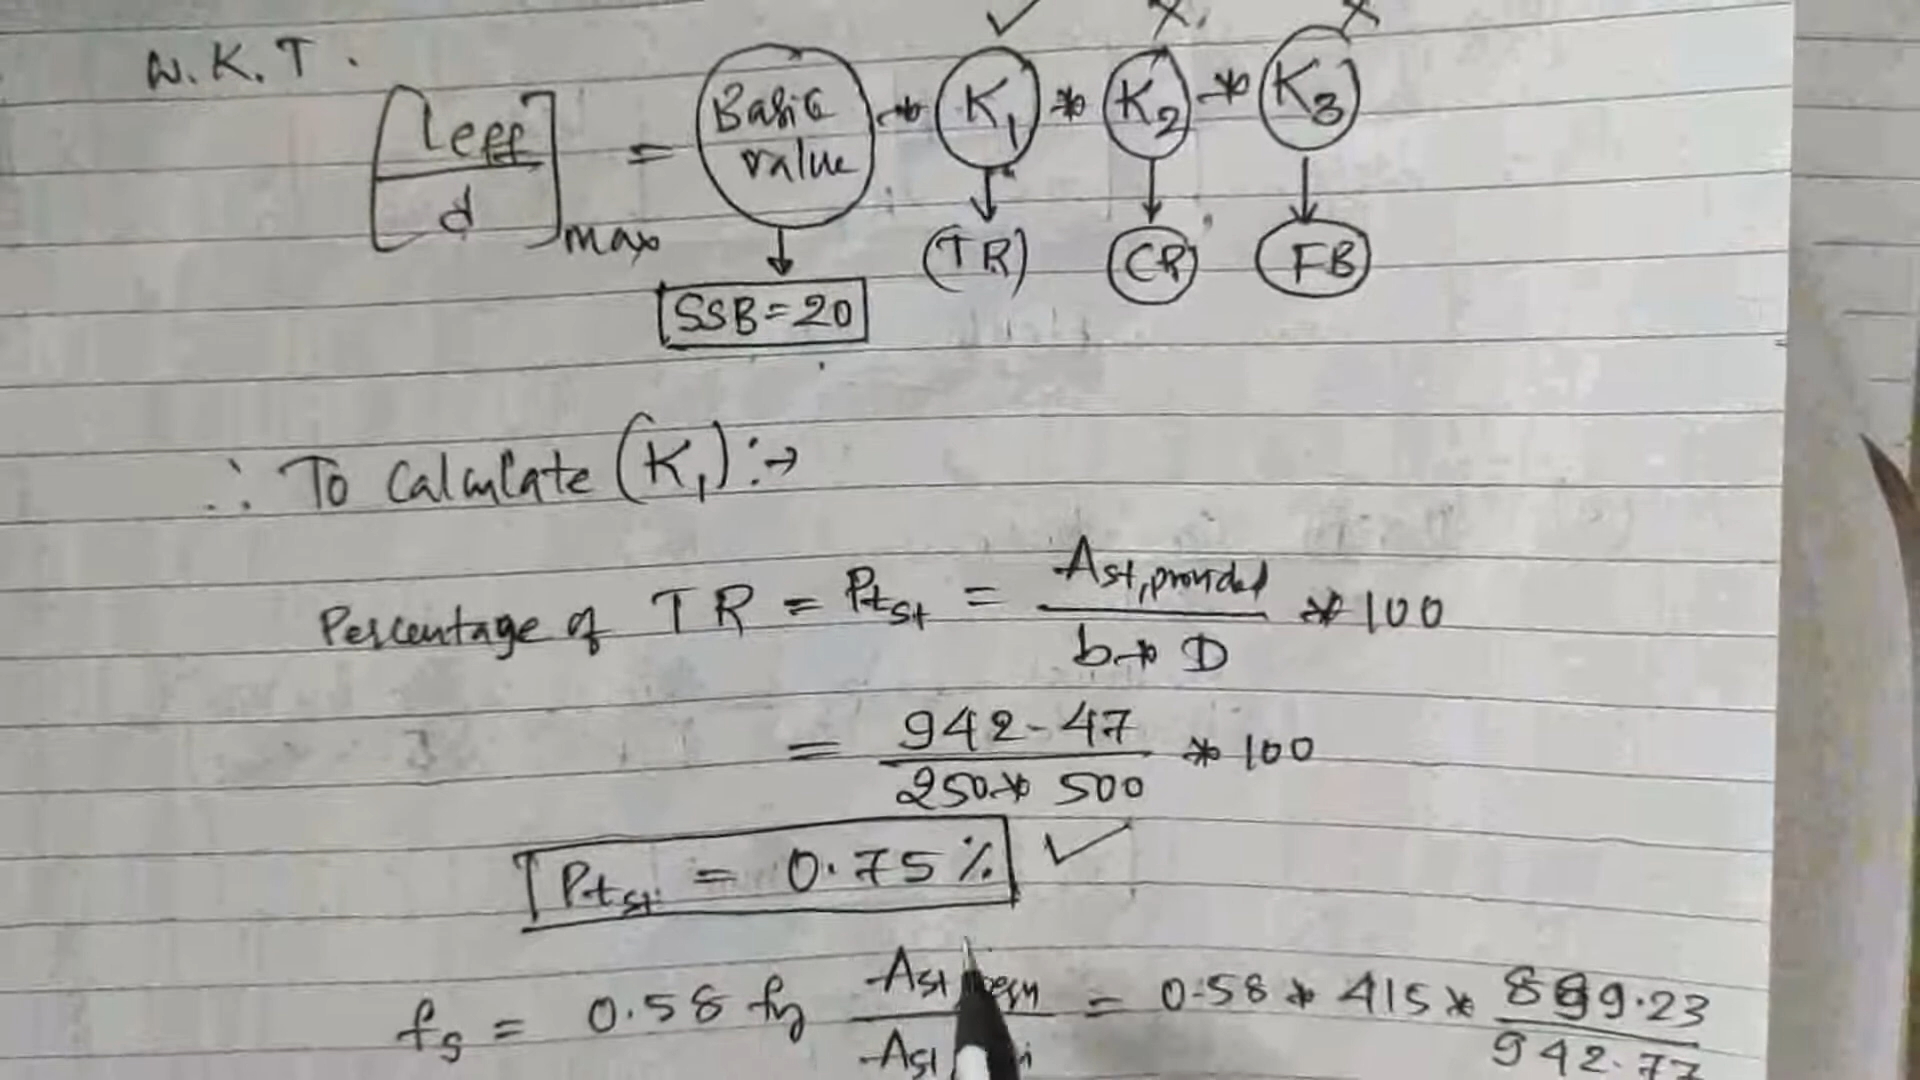 W.K.T.
[leff/d]max = Basic value * K1 * K2 * K3
SSB=20 (TR) CR FB
∴ To Calculate (K1) :→
Percentage of TR = Ptst = Ast,provided / b * D * 100
= 942.47 / 250 * 500 * 100
Ptst = 0.75%
fs = 0.58 fy Ast / Ast = 0.58 * 415 * 899.23 / 942.77